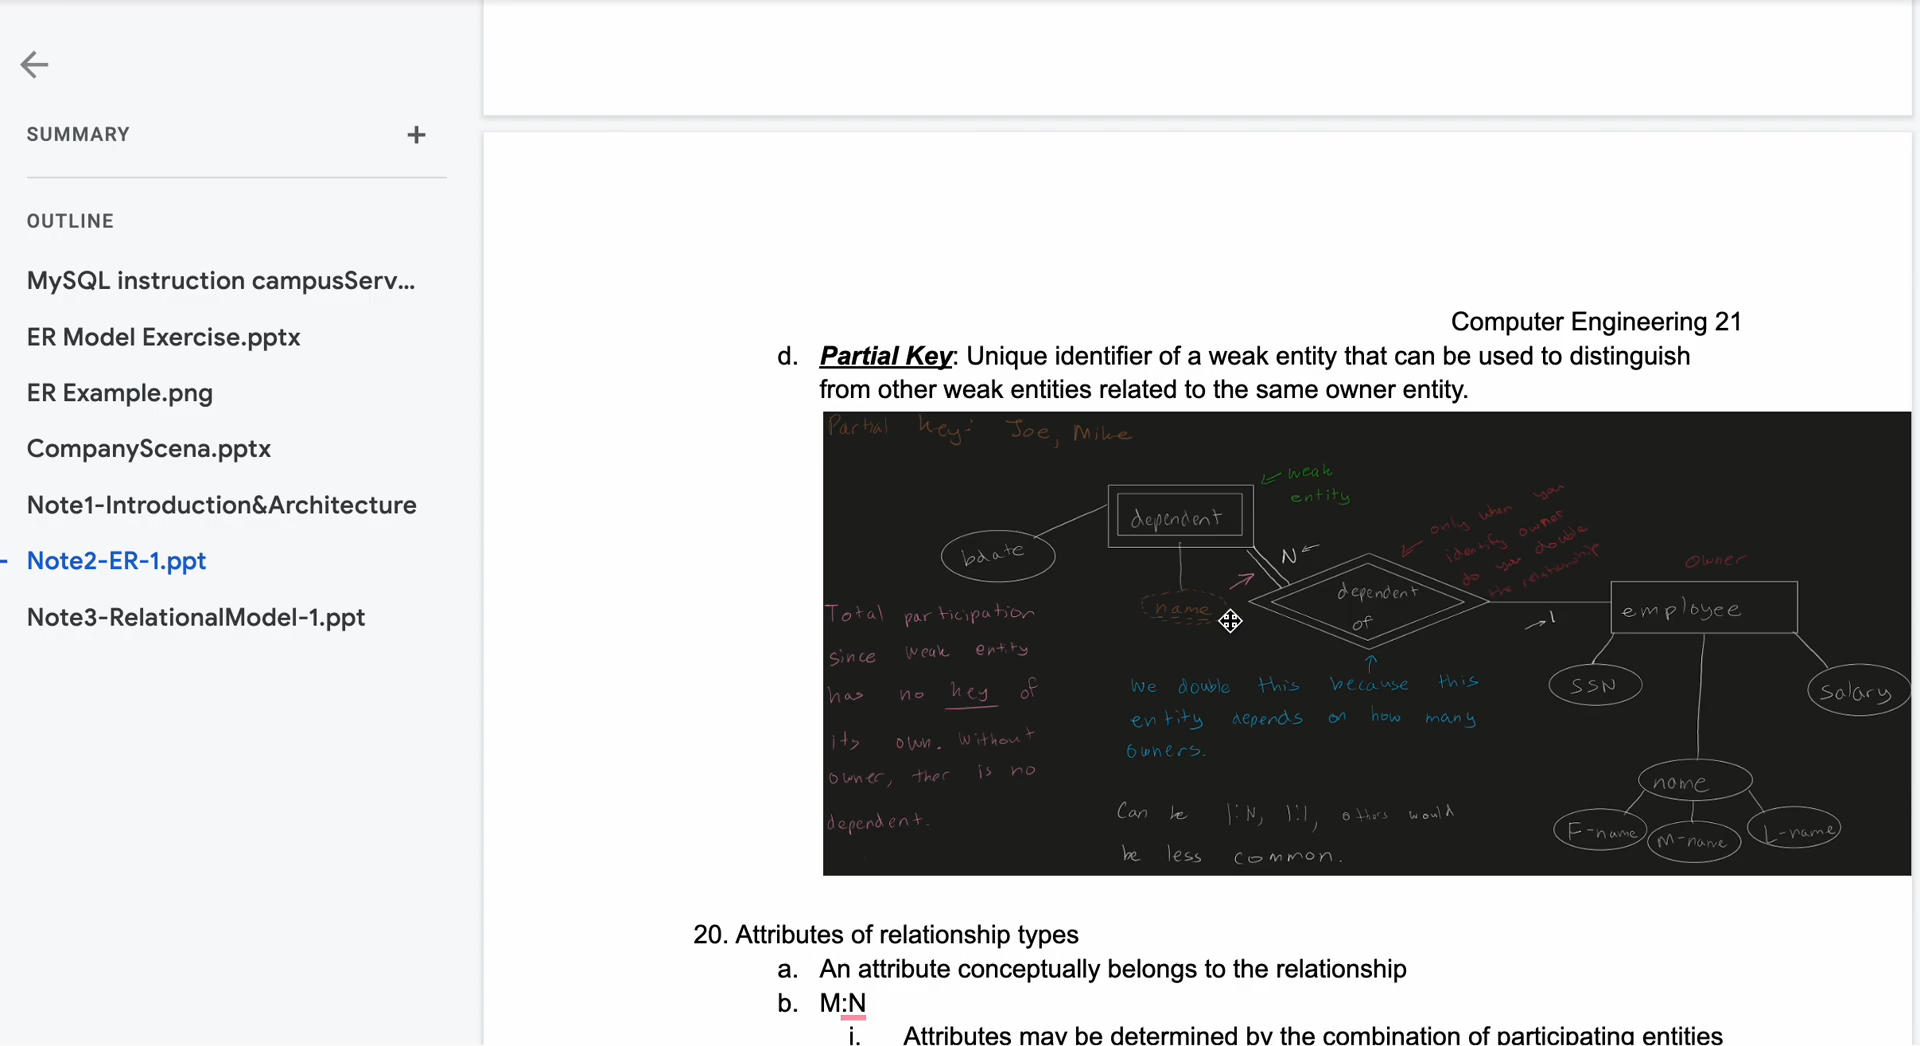 SUMMARY
OUTLINE
MySQL instruction campusServ...
ER Model Exercise.pptx
ER Example.png
CompanyScena.pptx
Note1-Introduction&Architecture
Note2-ER-1.ppt
Note3-RelationalModel-1.ppt
Computer Engineering 21
d. Partial Key: Unique identifier of a weak entity that can be used to distinguish
from other weak entities related to the same owner entity.
Partial key: Joe, Mike
weak
entity
dependent
bdate
name
N
dependent
of
only when you
identify owner
do you double
the relationship
1
Owner
employee
SSN
Salary
name
F-name
M-name
L-name
Total participation
since weak entity
has no key of
its own. Without
owner, ther is no
dependent.
We double this because this
entity depends on how many
owners.
Can be 1:N, 1:1, others would
be less common.
20. Attributes of relationship types
a. An attribute conceptually belongs to the relationship
b. M:N
i. Attributes may be determined by the combination of participating entities